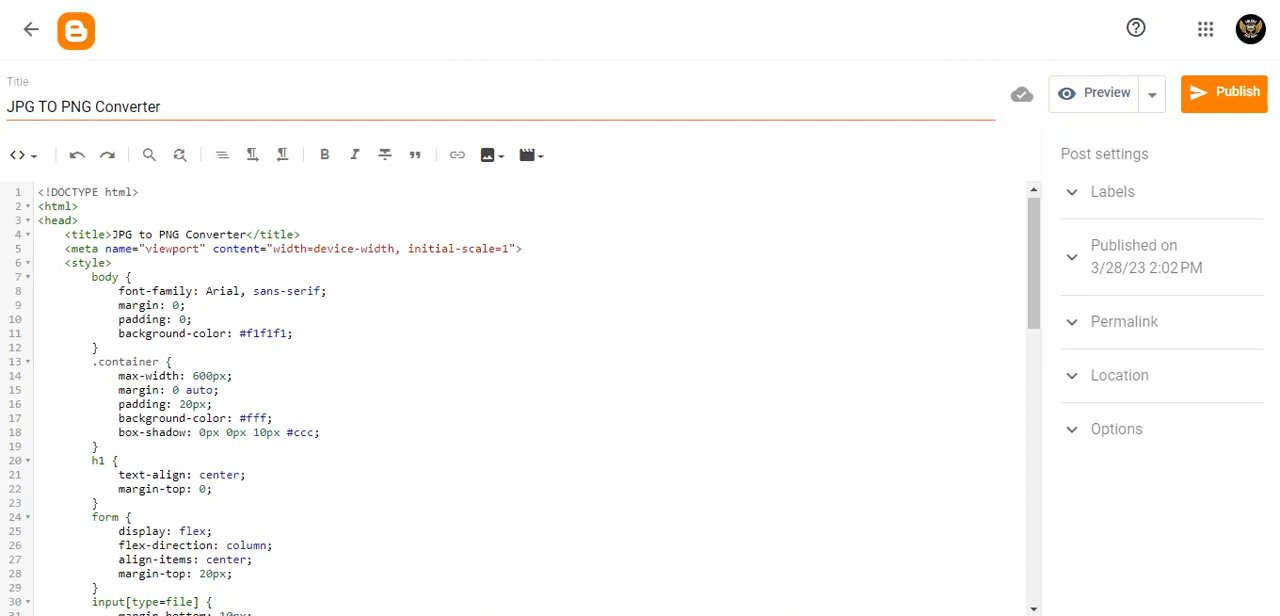 Title
JPG TO PNG Converter
Preview
Publish
B I
Post settings
Labels
Published on
3/28/23 2:02 PM
Permalink
Location
Options
1 <!DOCTYPE html>
2 <html>
3 <head>
4 <title>JPG to PNG Converter</title>
5 <meta name="viewport" content="width=device-width, initial-scale=1">
6 <style>
7 body {
8 font-family: Arial, sans-serif;
9 margin: 0;
10 padding: 0;
11 background-color: #f1f1f1;
12 }
13 .container {
14 max-width: 600px;
15 margin: 0 auto;
16 padding: 20px;
17 background-color: #fff;
18 box-shadow: 0px 0px 10px #ccc;
19 }
20 h1 {
21 text-align: center;
22 margin-top: 0;
23 }
24 form {
25 display: flex;
26 flex-direction: column;
27 align-items: center;
28 margin-top: 20px;
29 }
30 input[type=file] {
31 margin-bottom: 10px;